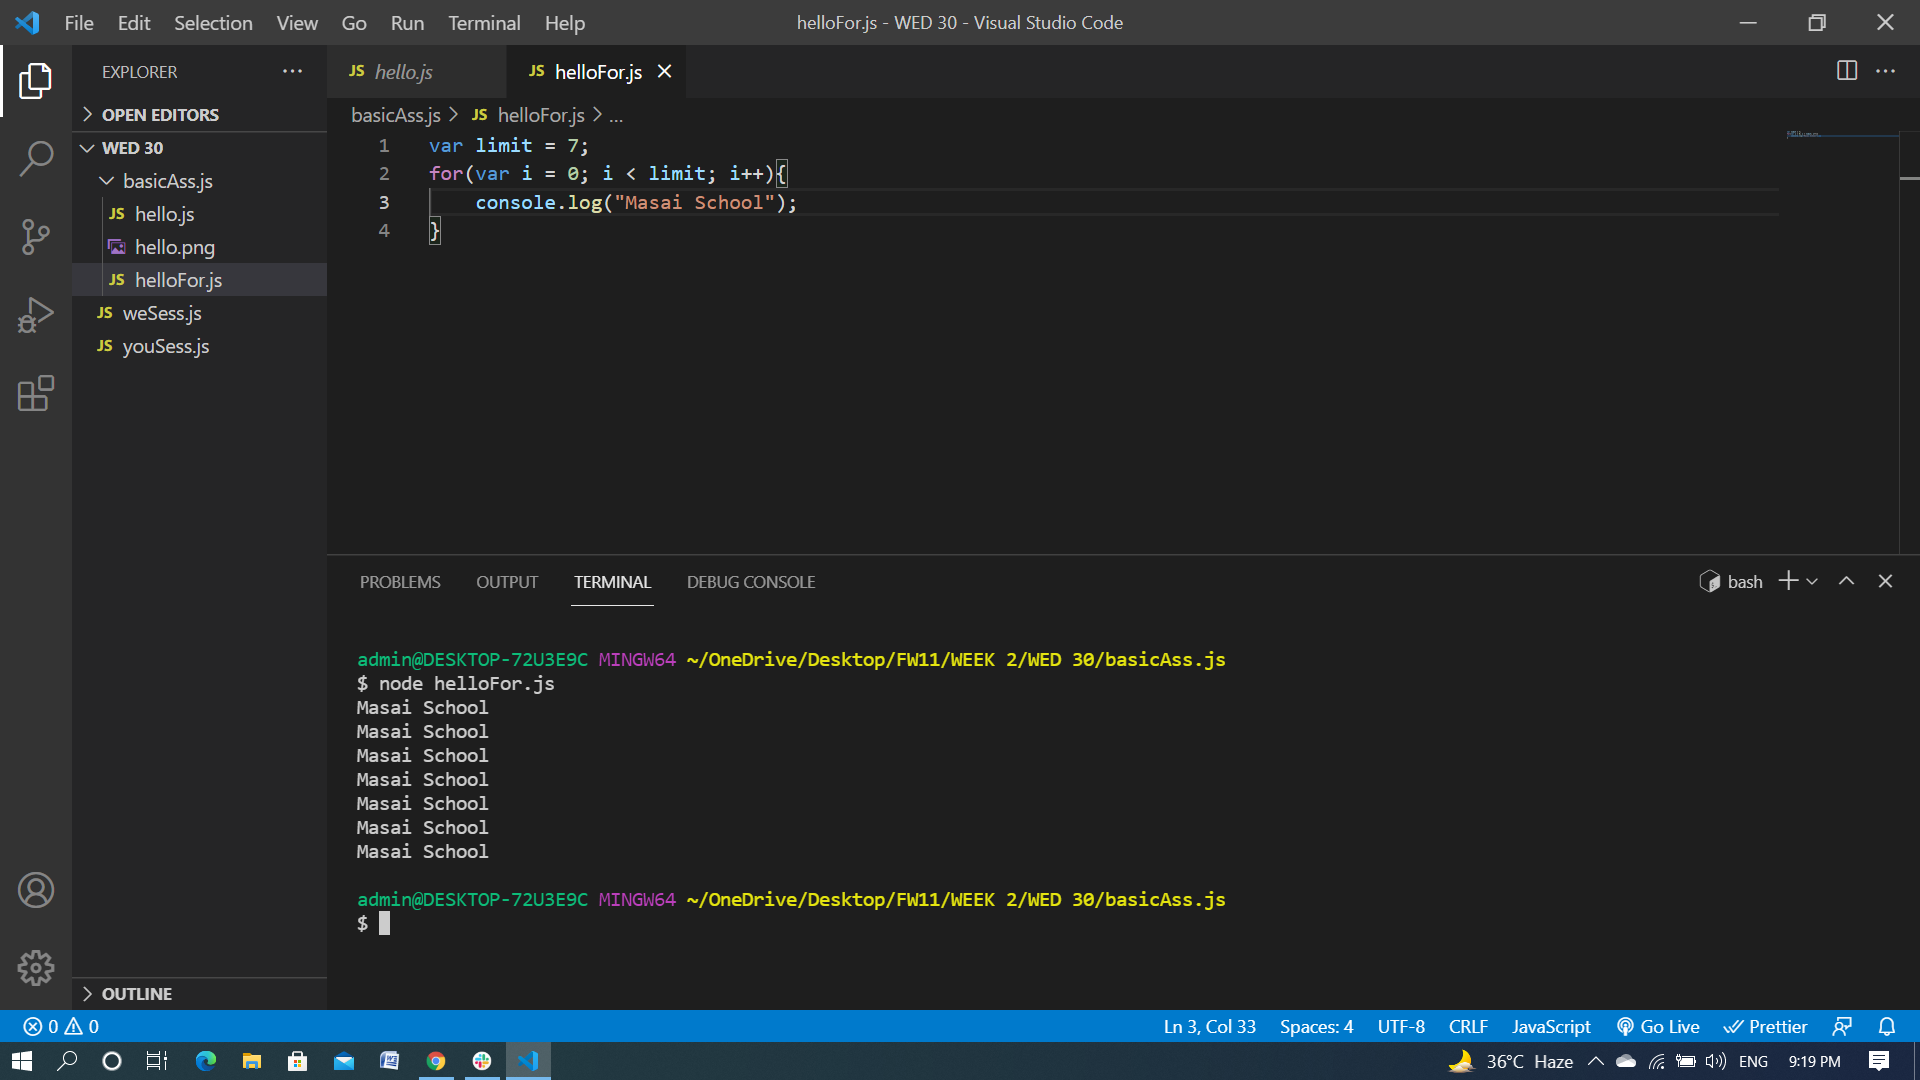 File Edit Selection View Go Run Terminal Help helloFor.js - WED 30 - Visual Studio Code
EXPLORER
OPEN EDITORS
WED 30
basicAss.js
JS hello.js
hello.png
JS helloFor.js
JS weSess.js
JS youSess.js
OUTLINE
JS hello.js JS helloFor.js
basicAss.js > JS helloFor.js > ...
1 var limit = 7;
2 for(var i = 0; i < limit; i++){
3 console.log("Masai School");
4 }
PROBLEMS OUTPUT TERMINAL DEBUG CONSOLE bash
admin@DESKTOP-72U3E9C MINGW64 ~/OneDrive/Desktop/FW11/WEEK 2/WED 30/basicAss.js
$ node helloFor.js
Masai School
Masai School
Masai School
Masai School
Masai School
Masai School
Masai School
admin@DESKTOP-72U3E9C MINGW64 ~/OneDrive/Desktop/FW11/WEEK 2/WED 30/basicAss.js
$
0 0 Ln 3, Col 33 Spaces: 4 UTF-8 CRLF JavaScript Go Live Prettier
36°C Haze ENG 9:19 PM